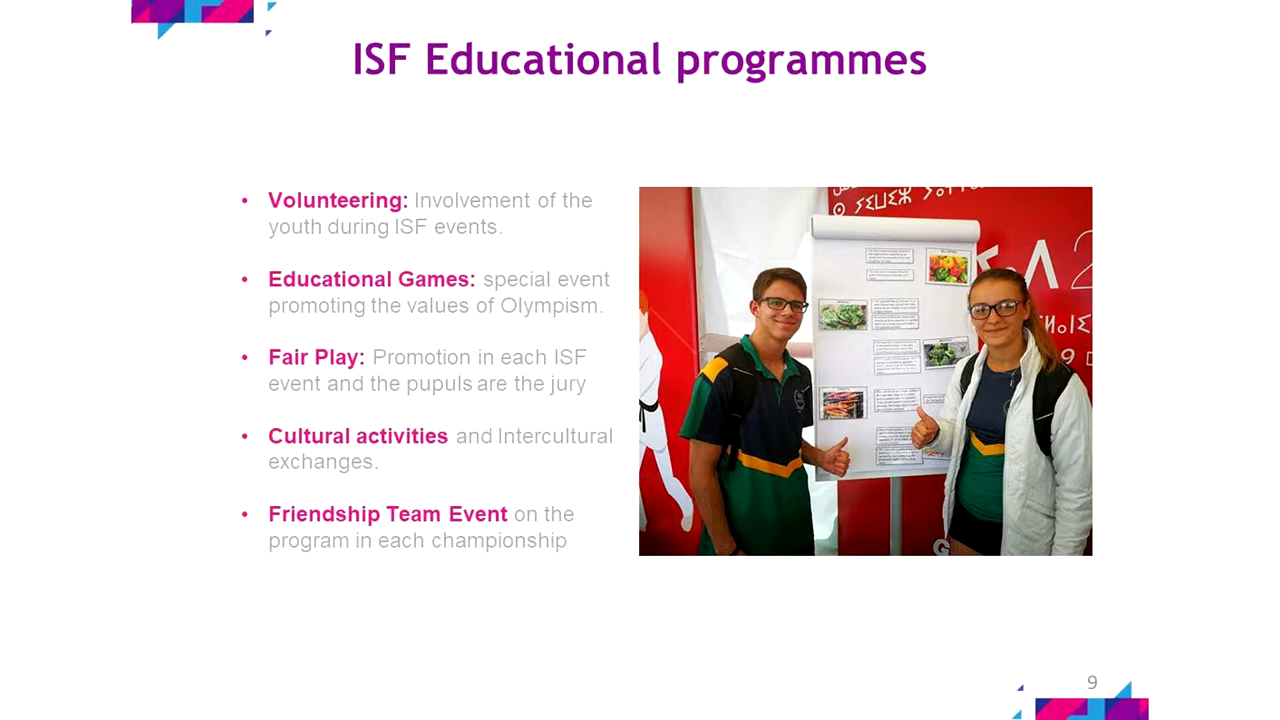 ISF Educational programmes
• Volunteering: Involvement of the
youth during ISF events.
• Educational Games: special event
promoting the values of Olympism.
• Fair Play: Promotion in each ISF
event and the pupuls are the jury
• Cultural activities and Intercultural
exchanges.
• Friendship Team Event on the
program in each championship
9